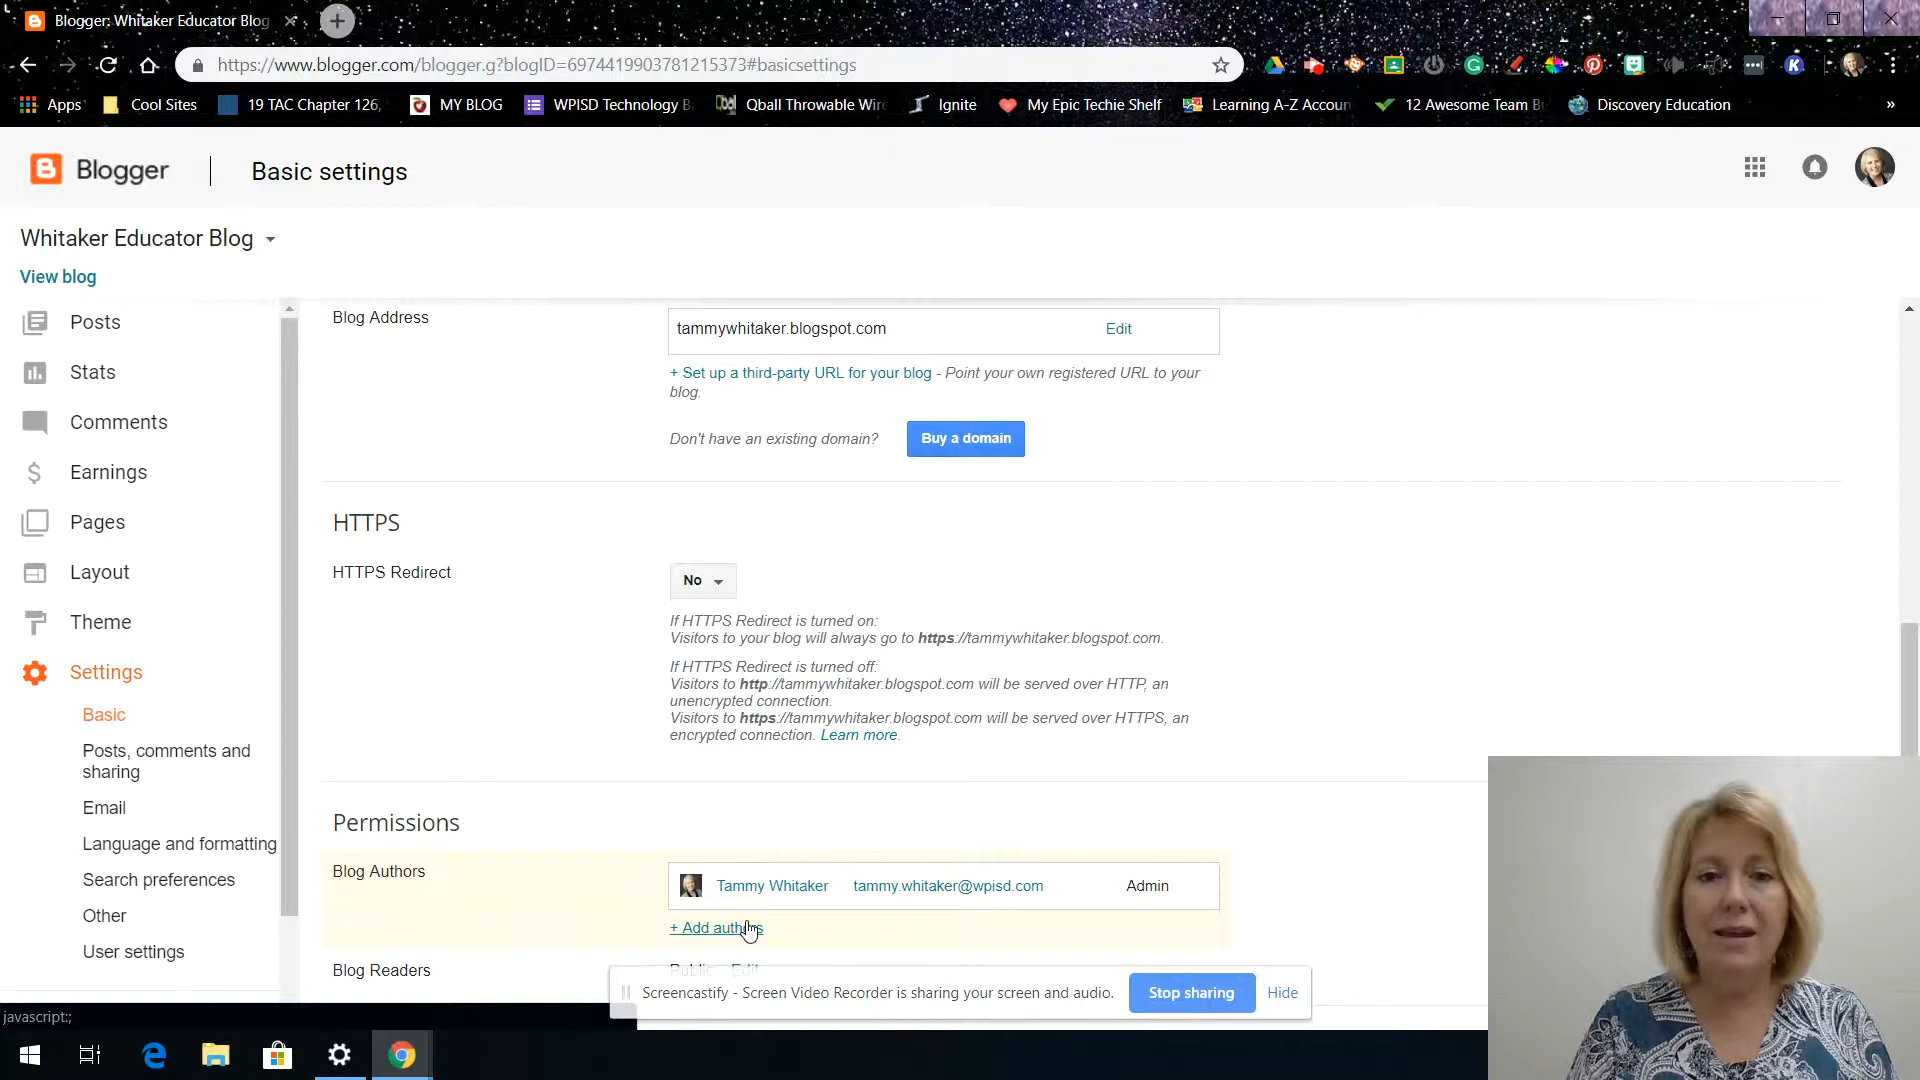 Blogger: Whitaker Educator Blog
https://www.blogger.com/blogger.g?blogID=6974419903781215373#basicsettings
Apps Cool Sites 19 TAC Chapter 126, MY BLOG WPISD Technology B Qball Throwable Wire Ignite My Epic Techie Shelf Learning A-Z Accoun 12 Awesome Team B Discovery Education »
Blogger Basic settings
Whitaker Educator Blog
View blog
Posts
Stats
Comments
Earnings
Pages
Layout
Theme
Settings
Basic
Posts, comments and
sharing
Email
Language and formatting
Search preferences
Other
User settings
Blog Address
tammywhitaker.blogspot.com Edit
+ Set up a third-party URL for your blog - Point your own registered URL to your
blog.
Don't have an existing domain? Buy a domain
HTTPS
HTTPS Redirect
No
If HTTPS Redirect is turned on:
Visitors to your blog will always go to https://tammywhitaker.blogspot.com.
If HTTPS Redirect is turned off:
Visitors to http://tammywhitaker.blogspot.com will be served over HTTP, an
unencrypted connection.
Visitors to https://tammywhitaker.blogspot.com will be served over HTTPS, an
encrypted connection. Learn more.
Permissions
Blog Authors
Tammy Whitaker tammy.whitaker@wpisd.com Admin
+ Add authors
Blog Readers
Public Edit
Screencastify - Screen Video Recorder is sharing your screen and audio. Stop sharing Hide
javascript:;